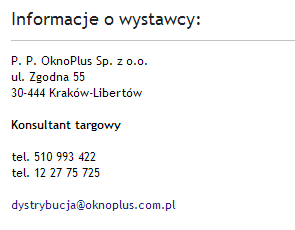 Informacje o wystawcy:
P. P. OknoPlus Sp. z o.o.
ul. Zgodna 55
30-444 Kraków-Libertów
Konsultant targowy
tel. 510 993 422
tel. 12 27 75 725
dystrybucja@oknoplus.com.pl